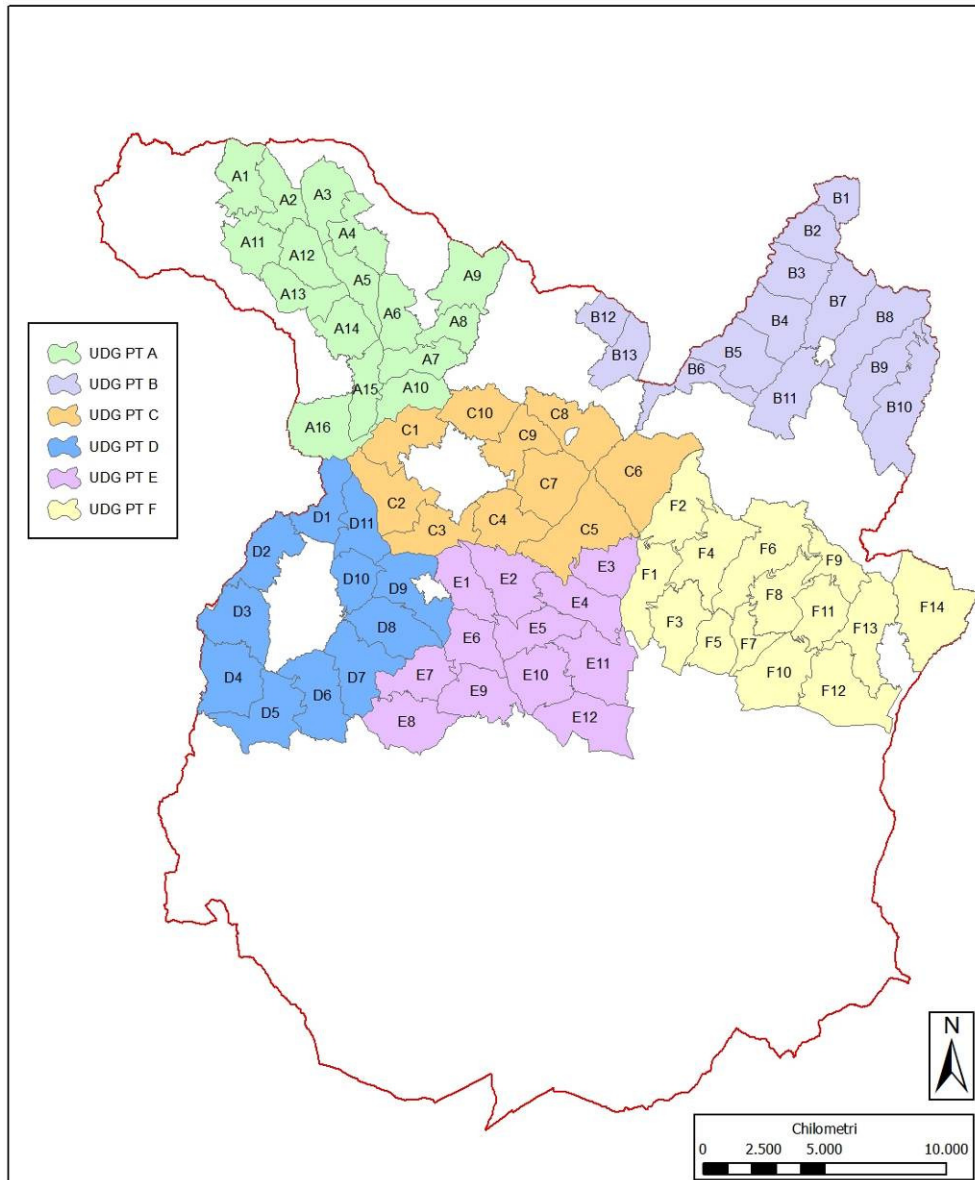 A1
A2
A3
A4
A11
A12
A5
A13
A9
A6
A14
A8
A7
A15
A10
A16
B1
B2
B3
B7
B12
B4
B8
B13
B5
B6
B9
B11
B10
UDG PT A
UDG PT B
UDG PT C
UDG PT D
UDG PT E
UDG PT F
C10
C8
C1
C9
C6
C7
C2
C4
C3
C5
D1
D11
D2
D10
D9
D3
D8
D4
D7
D6
D5
E1
E2
E3
E4
E5
E6
E7
E10
E11
E9
E8
E12
F2
F4
F6
F1
F9
F8
F11
F14
F3
F13
F5
F7
F10
F12
N
Chilometri
0 2.500 5.000 10.000